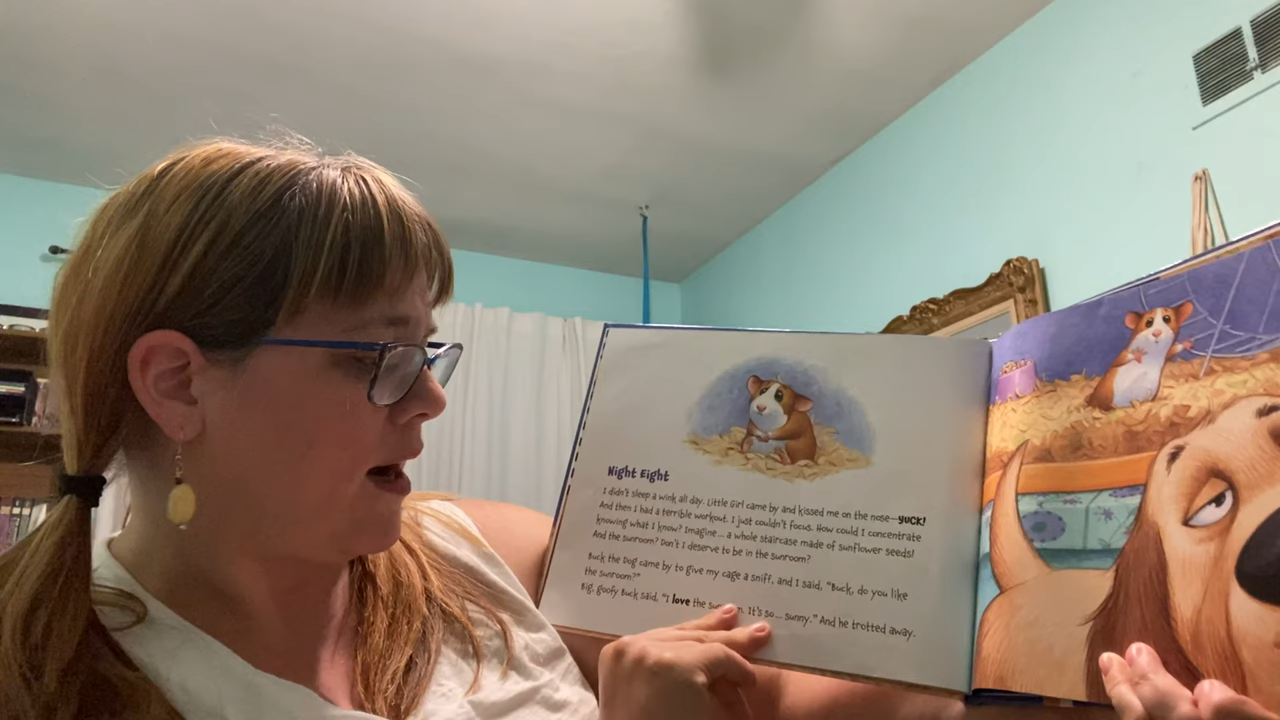 Night Eight
I didn't sleep a wink all day. Little Girl came by and kissed me on the nose—YUCK!
And then I had a terrible workout. I just couldn't focus. How could I concentrate
knowing what I know? Imagine... a whole staircase made of sunflower seeds!
And the sunroom? Don't I deserve to be in the sunroom?
Buck the Dog came by to give my cage a sniff, and I said, "Buck, do you like
the sunroom?"
Big, goofy Buck said, "I love the It's so... sunny." And he trotted away.